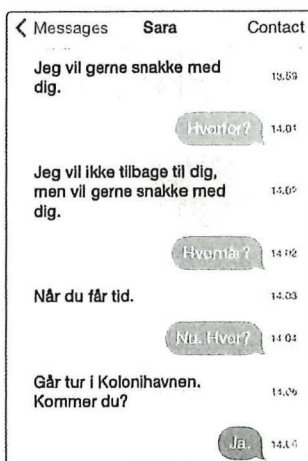 Messages Sara Contact
Jeg vil gerne snakke med
dig.
13.59
Hvorfor? 14.01
Jeg vil ikke tilbage til dig,
men vil gerne snakke med
dig.
14.02
Hvornår? 14.02
Når du får tid. 14.03
Nu. Hvor? 14.04
Går tur i Kolonihavnen.
Kommer du?
Ja.